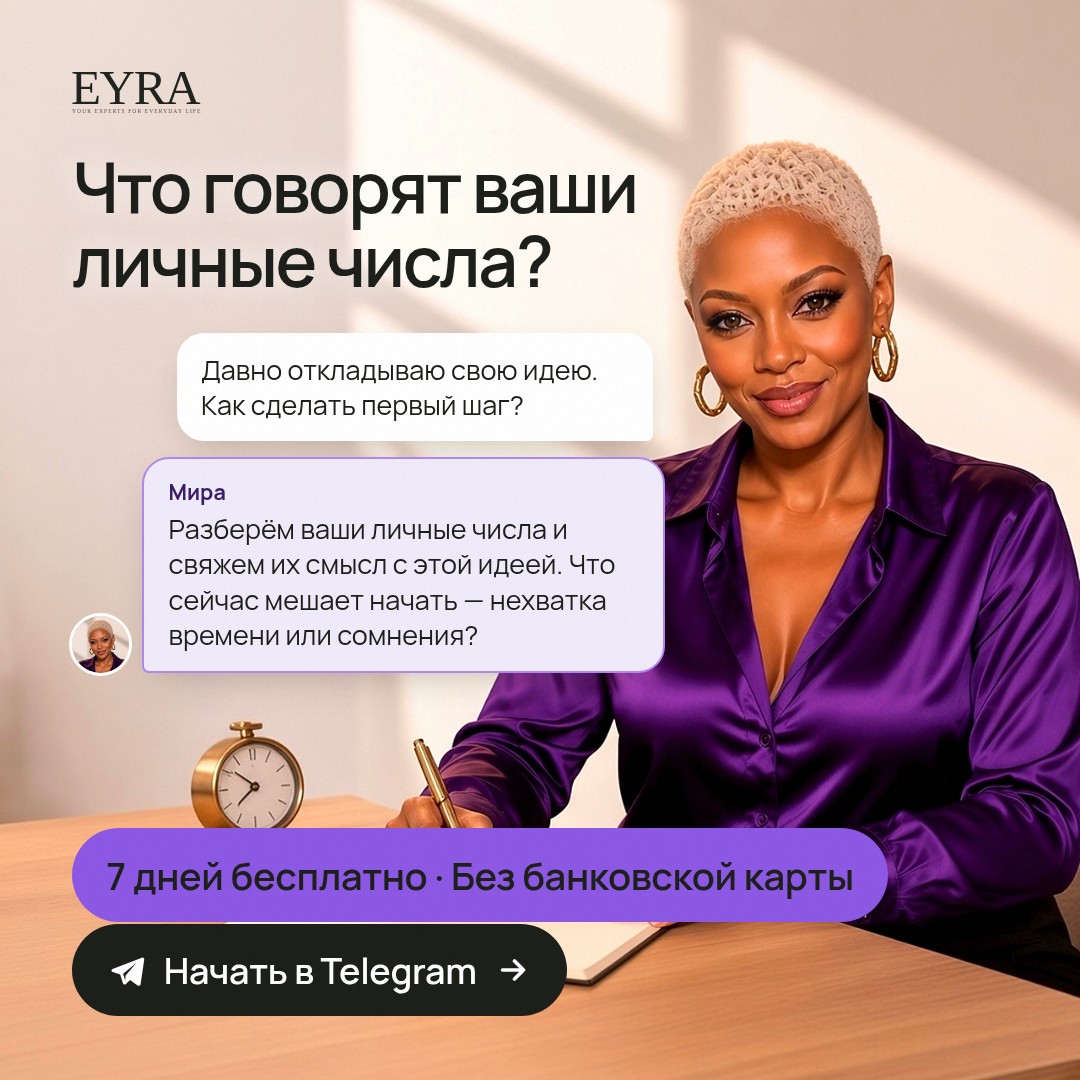 EYRA
YOUR EXPERTS FOR EVERYDAY LIFE
Что говорят ваши
личные числа?
Давно откладываю свою идею.
Как сделать первый шаг?
Мира
Разберём ваши личные числа и
свяжем их смысл с этой идеей. Что
сейчас мешает начать — нехватка
времени или сомнения?
7 дней бесплатно · Без банковской карты
Начать в Telegram →